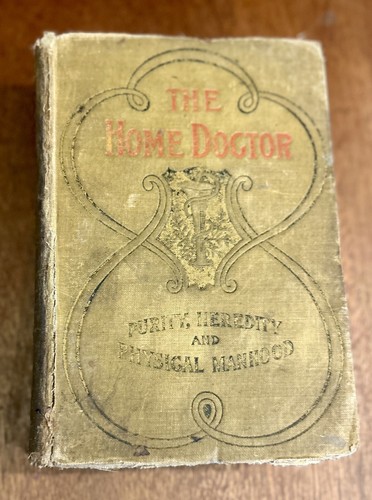 THE
HOME DOCTOR
PURITY, HEREDITY
AND
PHYSICAL MANHOOD